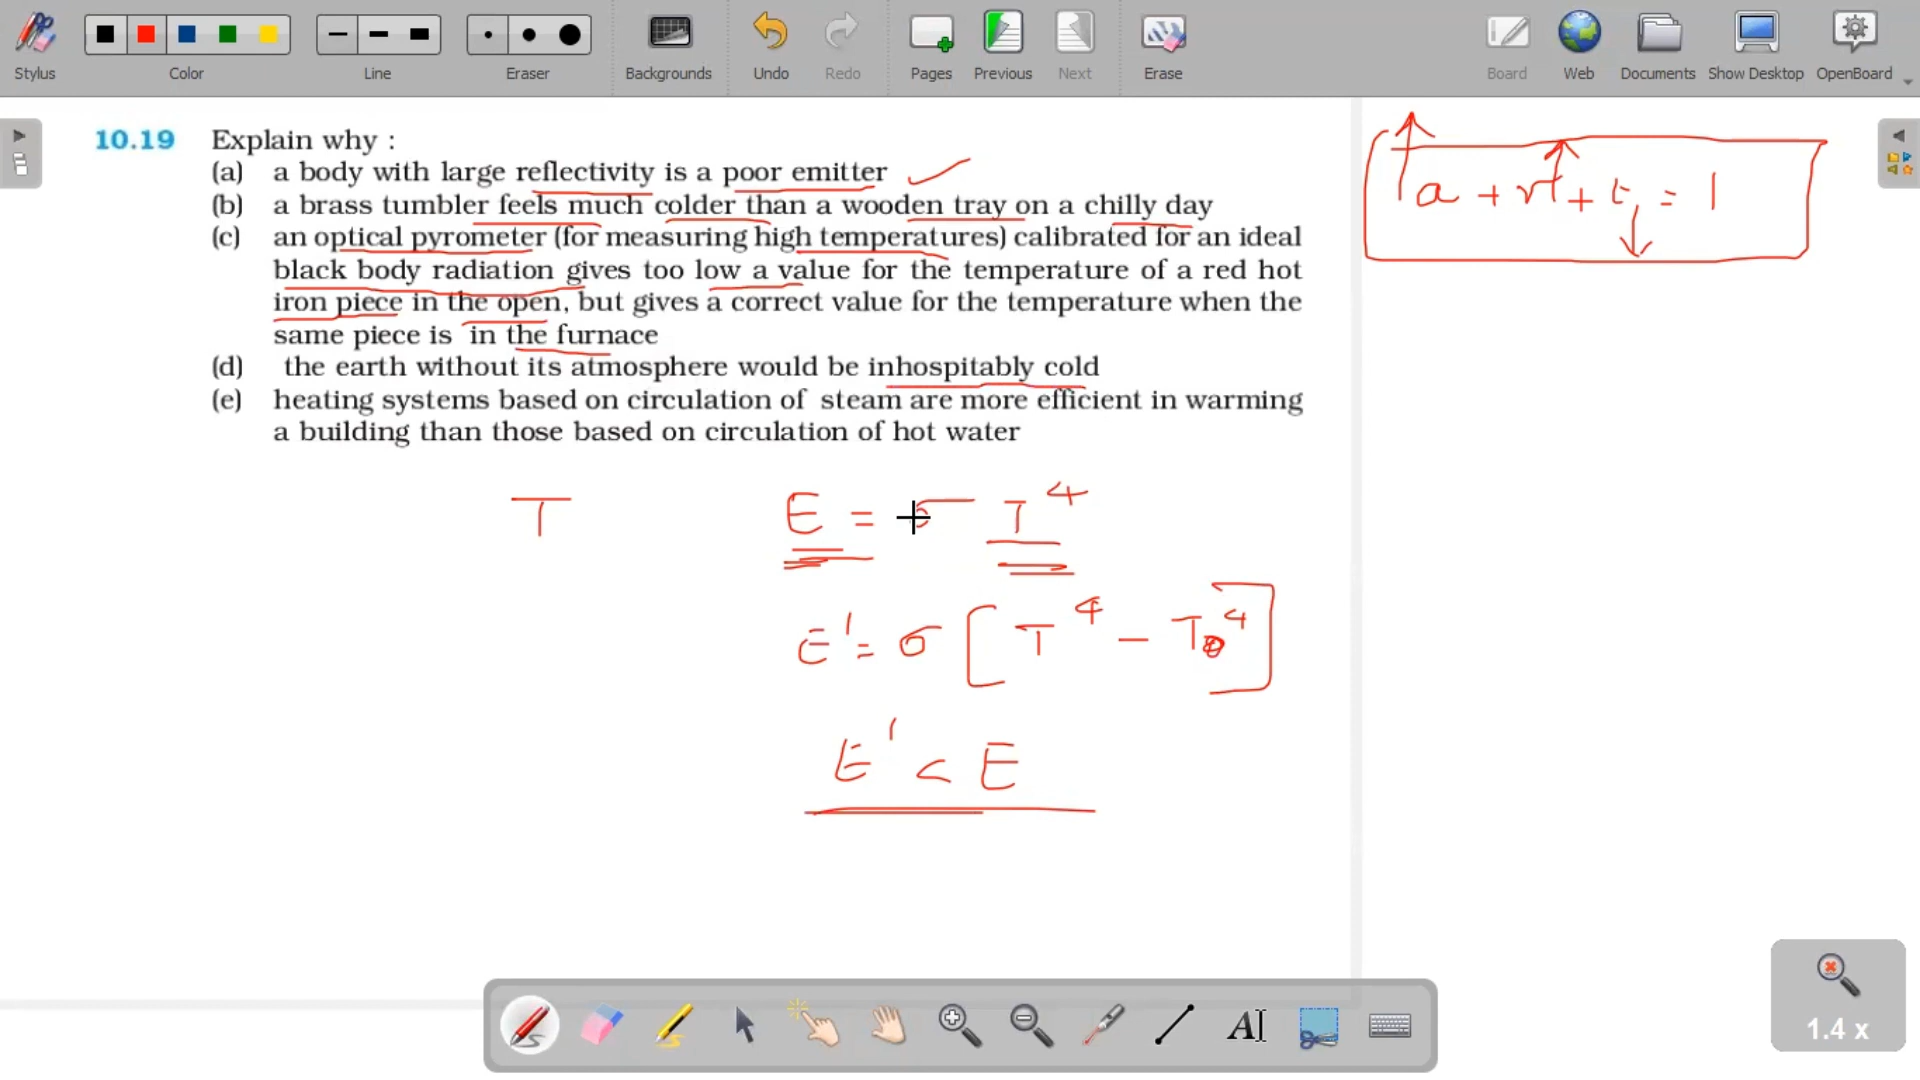 Stylus Color Line Eraser Backgrounds Undo Redo Pages Previous Next Erase Board Web Documents Show Desktop OpenBoard
10.19 Explain why :
(a) a body with large reflectivity is a poor emitter
(b) a brass tumbler feels much colder than a wooden tray on a chilly day
(c) an optical pyrometer (for measuring high temperatures) calibrated for an ideal
black body radiation gives too low a value for the temperature of a red hot
iron piece in the open, but gives a correct value for the temperature when the
same piece is in the furnace
(d) the earth without its atmosphere would be inhospitably cold
(e) heating systems based on circulation of steam are more efficient in warming
a building than those based on circulation of hot water
a + r + t = 1
T E = σ T⁴
E' = σ [ T⁴ - T₀⁴ ]
E' < E
AI
1.4 x